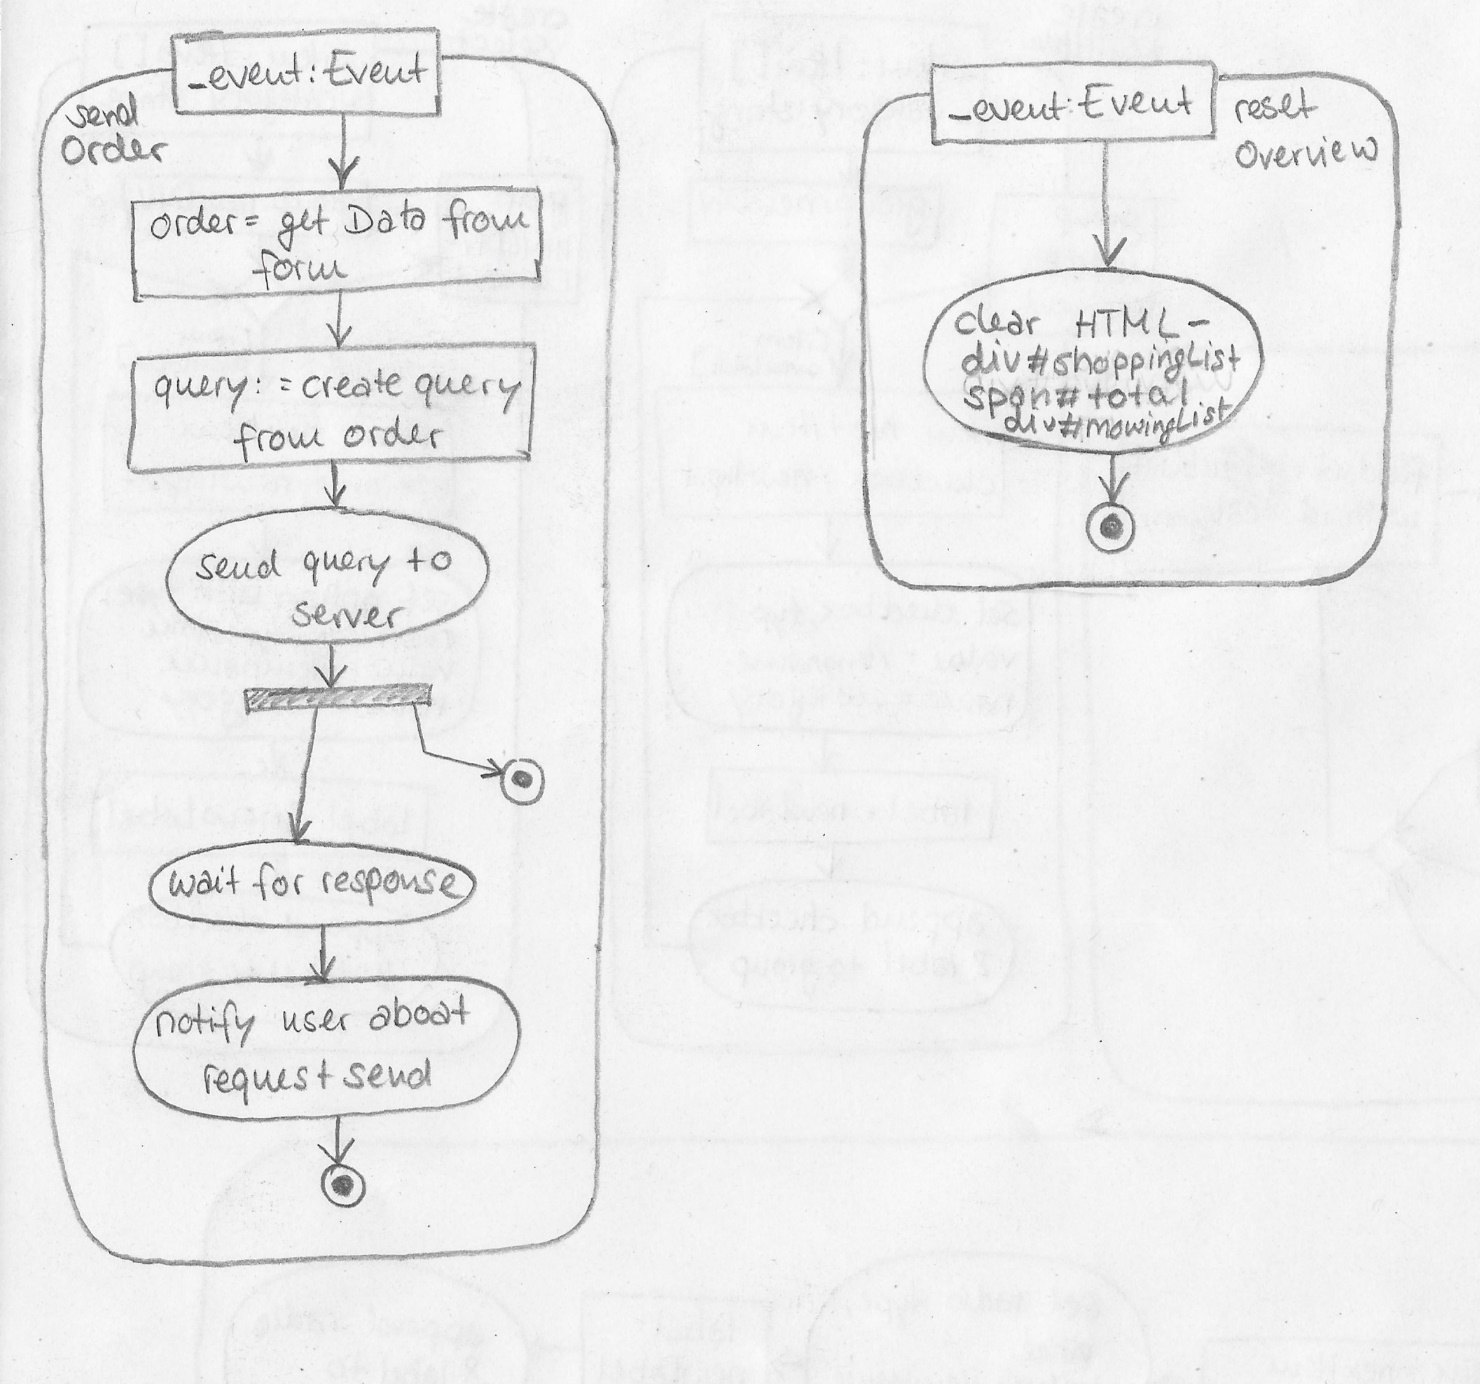 _event:Event
send
Order
order= get Data from
form
query:=create query
from order
send query to
server
wait for response
notify user aboat
request send
_event:Event
reset
Overview
clear HTML-
div#shoppingList
span#total
div#mowingList